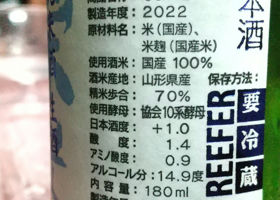 製造年度：2022
原材料名：米（国産）、
米麹（国産米）
使用酒米：国産 100％
酒米産地：山形県産
精米歩合： 70％
使用酵母：協会10系酵母
日本酒度： +1.0
酸 度： 1.4
アミノ酸度： 0.9
アルコール分：14.9度
内 容 量：180ml
本酒
保存方法：
要冷蔵
REEFER